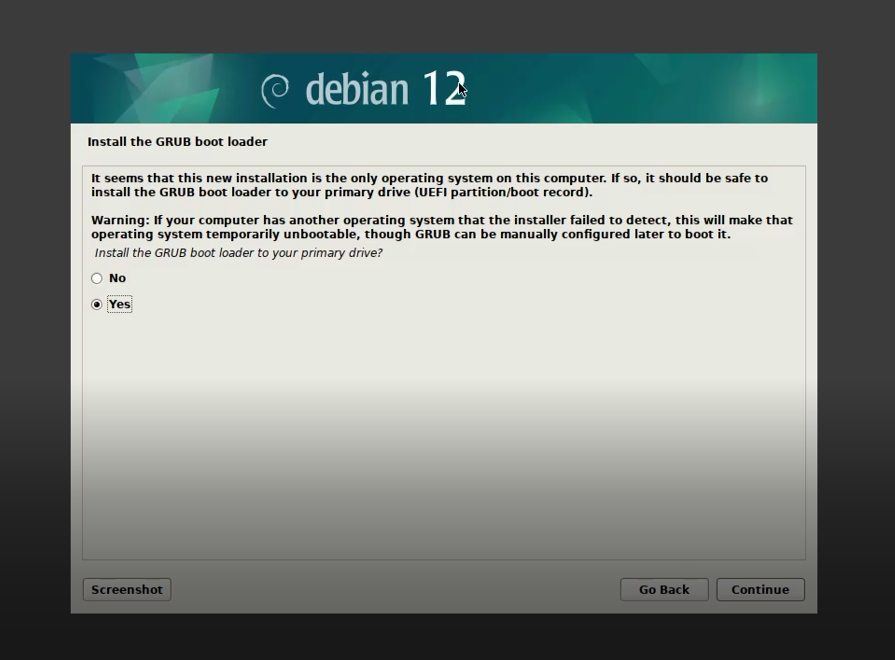 debian 12
Install the GRUB boot loader
It seems that this new installation is the only operating system on this computer. If so, it should be safe to
install the GRUB boot loader to your primary drive (UEFI partition/boot record).
Warning: If your computer has another operating system that the installer failed to detect, this will make that
operating system temporarily unbootable, though GRUB can be manually configured later to boot it.
Install the GRUB boot loader to your primary drive?
No
Yes
Screenshot
Go Back
Continue